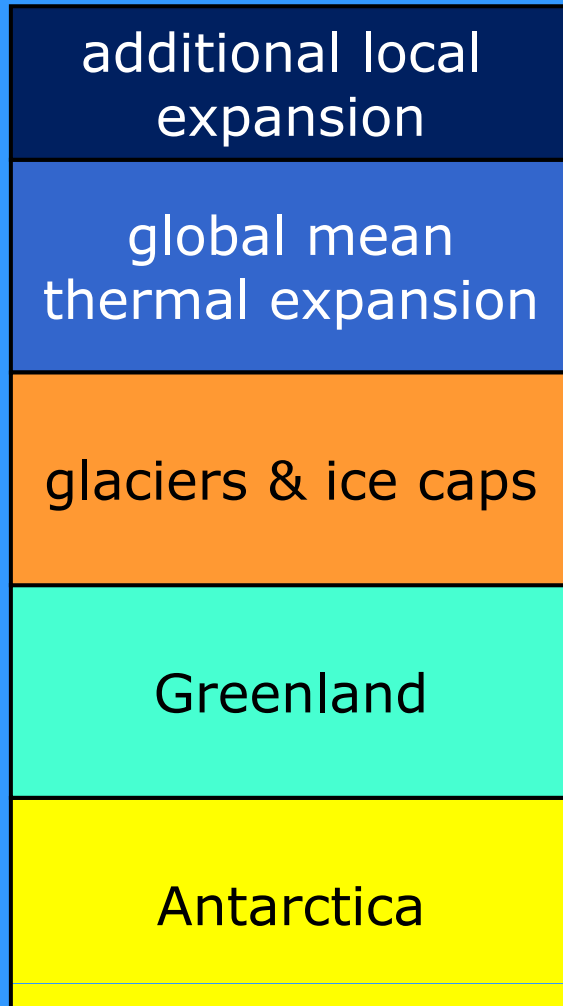 additional local
expansion
global mean
thermal expansion
glaciers & ice caps
Greenland
Antarctica